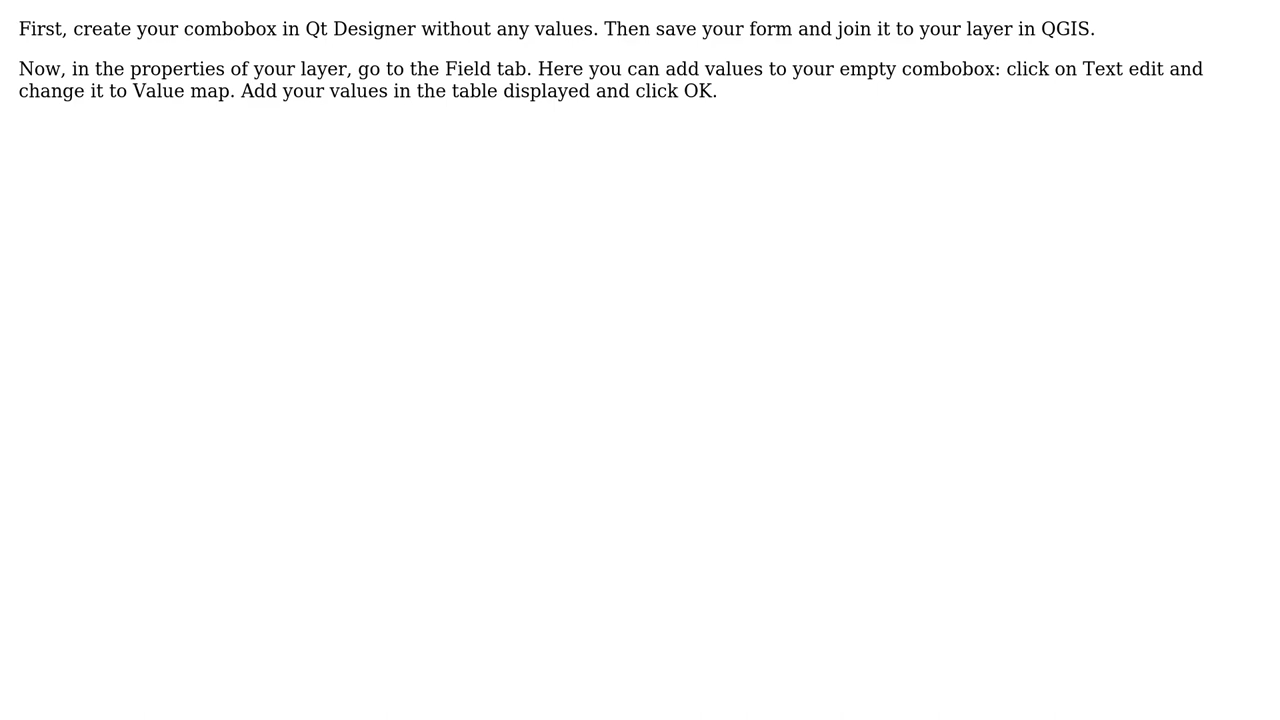 First, create your combobox in Qt Designer without any values. Then save your form and join it to your layer in QGIS.
Now, in the properties of your layer, go to the Field tab. Here you can add values to your empty combobox: click on Text edit and
change it to Value map. Add your values in the table displayed and click OK.